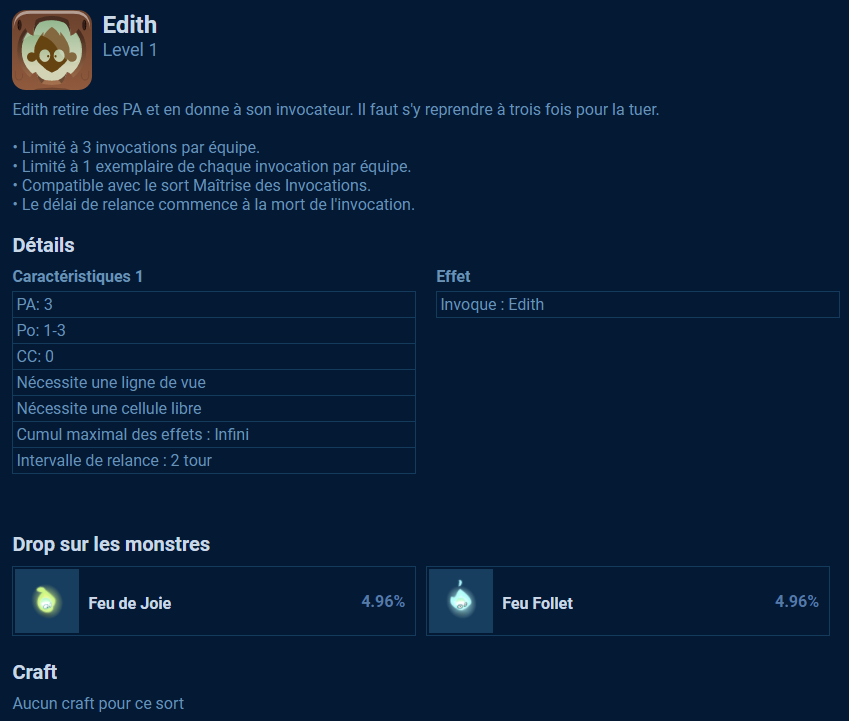 Edith
Level 1
Edith retire des PA et en donne à son invocateur. Il faut s'y reprendre à trois fois pour la tuer.
• Limité à 3 invocations par équipe.
• Limité à 1 exemplaire de chaque invocation par équipe.
• Compatible avec le sort Maîtrise des Invocations.
• Le délai de relance commence à la mort de l'invocation.
Détails
Caractéristiques 1
PA: 3
Po: 1-3
CC: 0
Nécessite une ligne de vue
Nécessite une cellule libre
Cumul maximal des effets : Infini
Intervalle de relance : 2 tour
Effet
Invoque : Edith
Drop sur les monstres
Feu de Joie 4.96%
Feu Follet 4.96%
Craft
Aucun craft pour ce sort